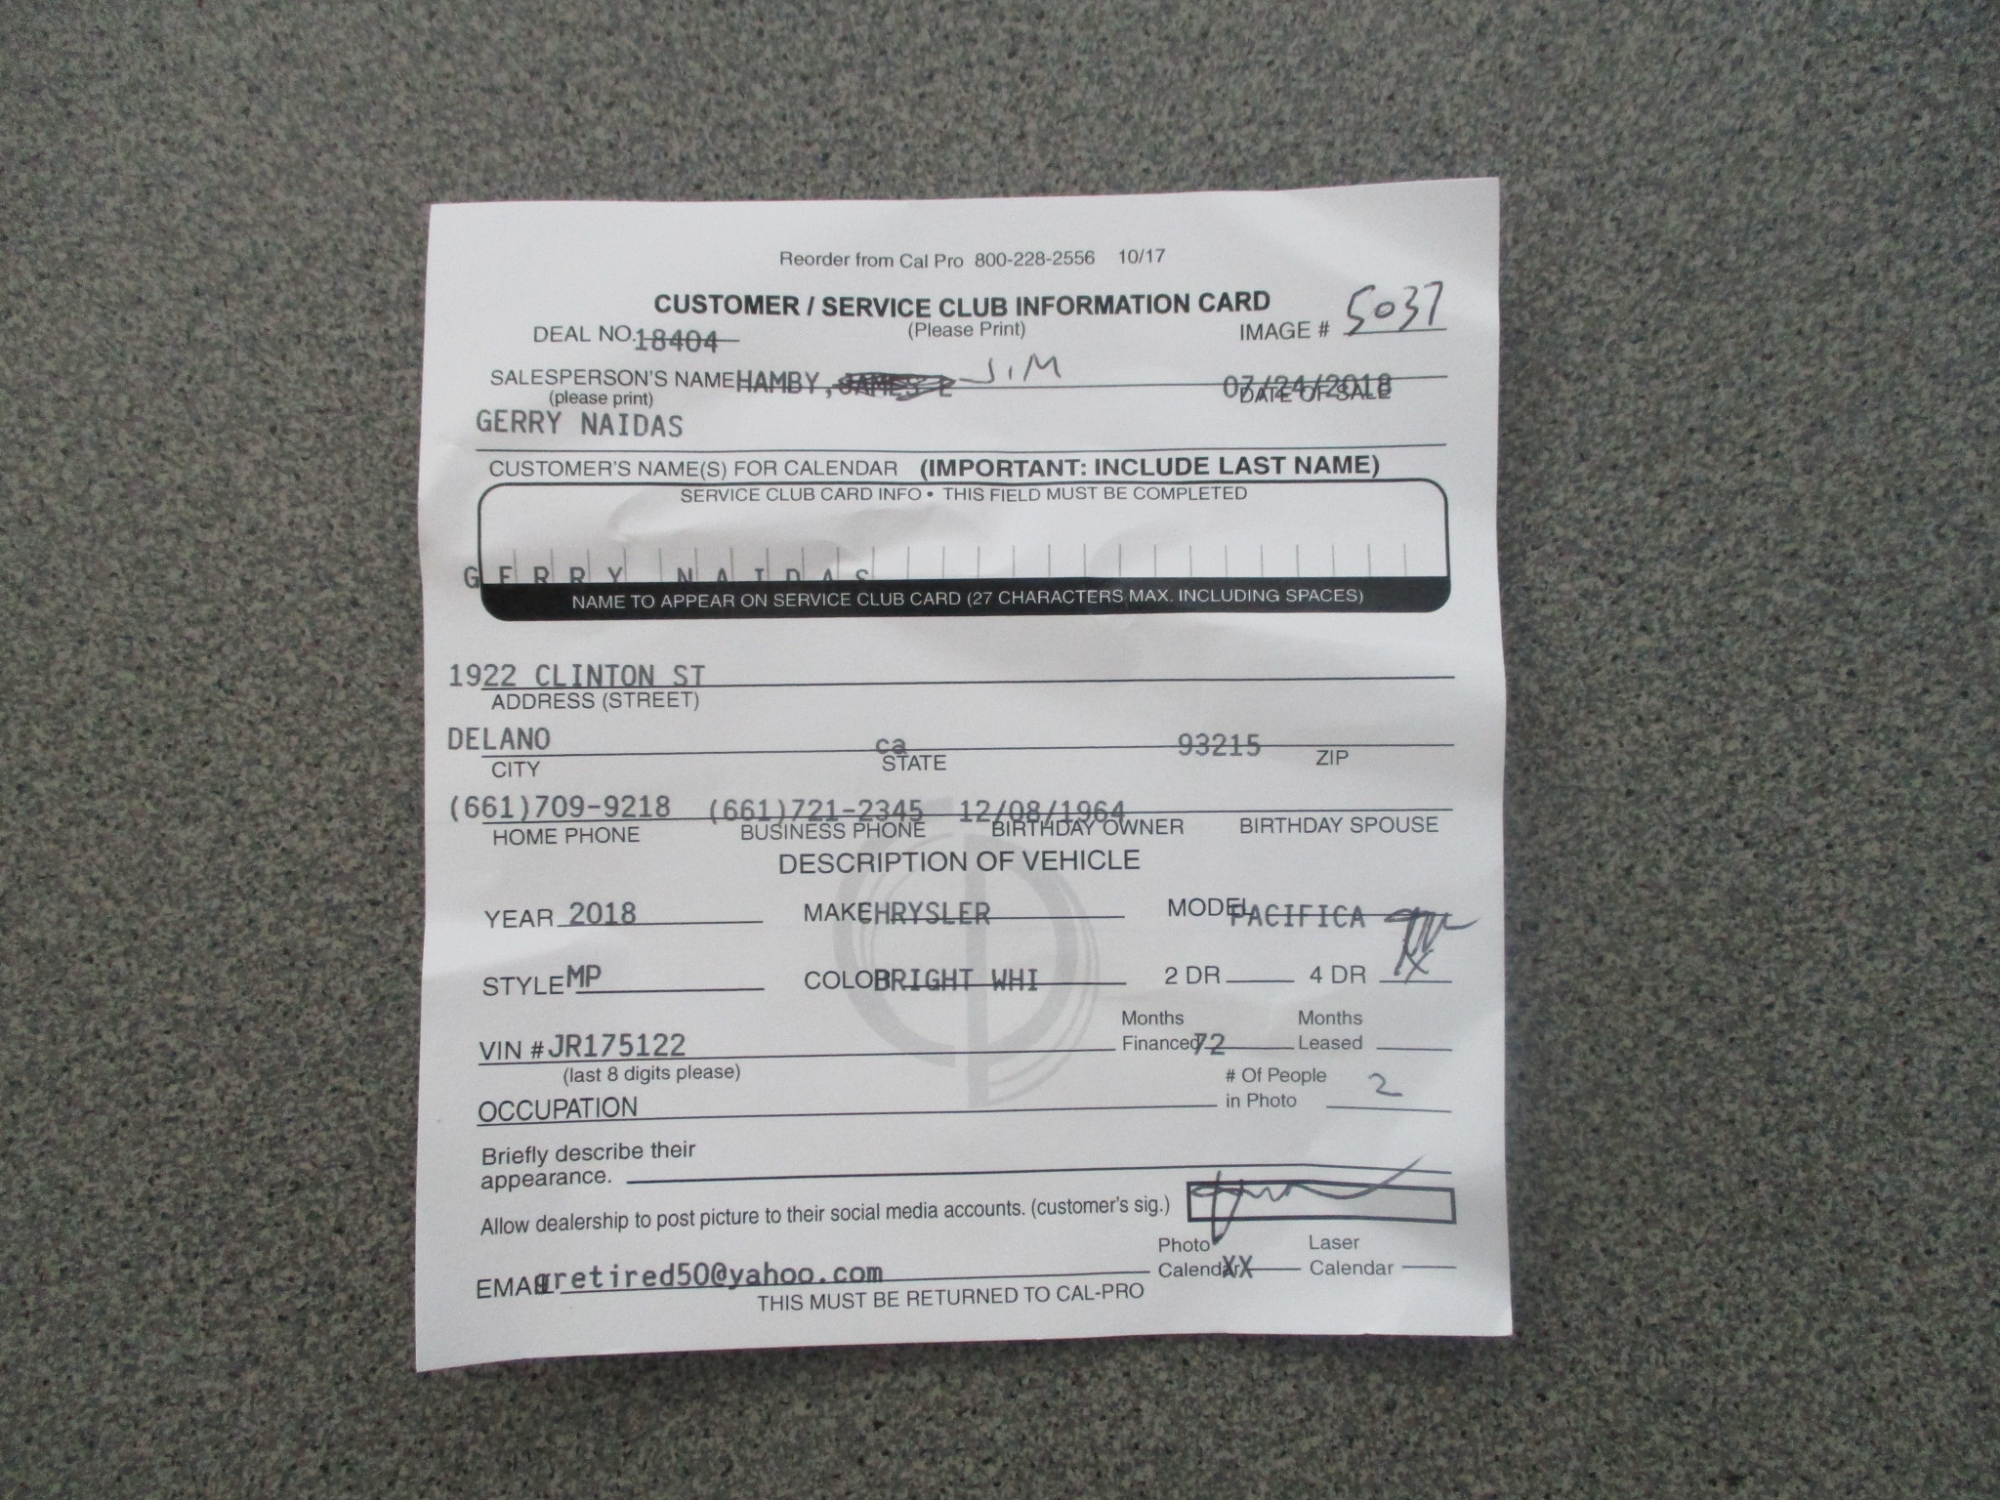 Reorder from Cal Pro 800-228-2556 10/17
CUSTOMER / SERVICE CLUB INFORMATION CARD
DEAL NO. 18404 (Please Print) IMAGE # 5037
SALESPERSON'S NAME HAMBY, JAMES E JIM 07/24/2018
(please print) DATE OF SALE
GERRY NAIDAS
CUSTOMER'S NAME(S) FOR CALENDAR (IMPORTANT: INCLUDE LAST NAME)
SERVICE CLUB CARD INFO • THIS FIELD MUST BE COMPLETED
GERRY NAIDAS
NAME TO APPEAR ON SERVICE CLUB CARD (27 CHARACTERS MAX. INCLUDING SPACES)
1922 CLINTON ST
ADDRESS (STREET)
DELANO ca 93215
CITY STATE ZIP
(661)709-9218 (661)721-2345 12/08/1964
HOME PHONE BUSINESS PHONE BIRTHDAY OWNER BIRTHDAY SPOUSE
DESCRIPTION OF VEHICLE
YEAR 2018 MAKE CHRYSLER MODEL PACIFICA
STYLE MP COLOR BRIGHT WHI 2 DR 4 DR X
Months Months
VIN # JR175122 Financed 72 Leased
(last 8 digits please) # Of People
OCCUPATION in Photo 2
Briefly describe their
appearance.
Allow dealership to post picture to their social media accounts. (customer's sig.)
Photo Laser
EMAIL gretired50@yahoo.com Calendar XX Calendar
THIS MUST BE RETURNED TO CAL-PRO